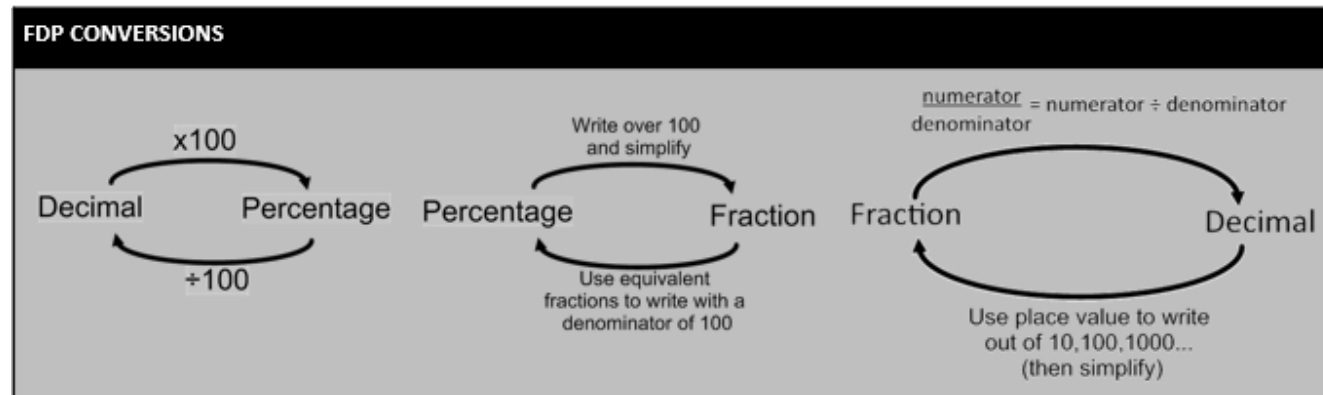 FDP CONVERSIONS
x100
Decimal
Percentage
÷100
Write over 100
and simplify
Percentage
Fraction
Use equivalent
fractions to write with a
denominator of 100
numerator
denominator
= numerator ÷ denominator
Fraction
Decimal
Use place value to write
out of 10,100,1000...
(then simplify)